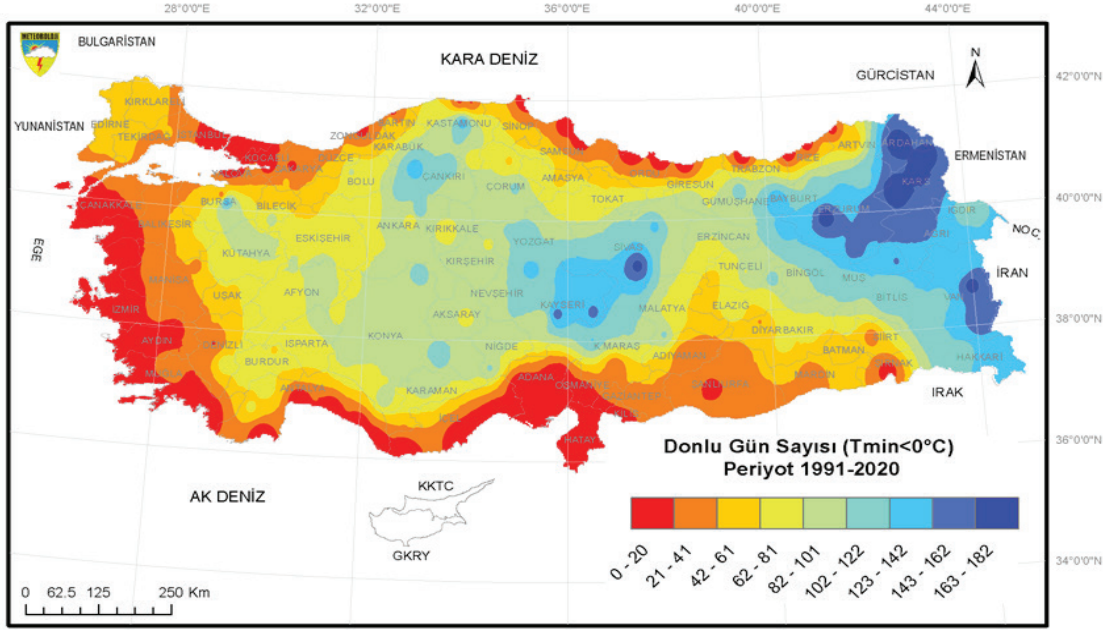 28°0'0"E 32°0'0"E 36°0'0"E 40°0'0"E 44°0'0"E
METEOROLOJİ
BULGARİSTAN
KARA DENİZ
N
GÜRCİSTAN
42°0'0"N
YUNANİSTAN
KIRKLARELİ
EDİRNE
TEKİRDAĞ
İSTANBUL
KOCAELİ
YALOVA
SAKARYA
DÜZCE
ZONGULDAK
BARTIN
KARABÜK
KASTAMONU
SİNOP
SAMSUN
ORDU
GİRESUN
TRABZON
RİZE
ARTVİN
ARDAHAN
ERMENİSTAN
KARS
IĞDIR
AĞRI
NOÇ.
40°0'0"N
ÇANAKKALE
BALIKESİR
BURSA
BİLECİK
BOLU
ÇANKIRI
ÇORUM
AMASYA
TOKAT
GÜMÜŞHANE
BAYBURT
ERZURUM
ERZİNCAN
EGE
KÜTAHYA
ESKİŞEHİR
ANKARA
KIRIKKALE
YOZGAT
SİVAS
TUNCELİ
BİNGÖL
MUŞ
BİTLİS
VAN
İRAN
MANİSA
UŞAK
AFYON
KIRŞEHİR
NEVŞEHİR
KAYSERİ
MALATYA
ELAZIĞ
İZMİR
AYDIN
DENİZLİ
ISPARTA
BURDUR
KONYA
AKSARAY
NİĞDE
K.MARAŞ
ADIYAMAN
DİYARBAKIR
BATMAN
SİİRT
ŞIRNAK
HAKKARİ
38°0'0"N
MUĞLA
ANTALYA
KARAMAN
İÇEL
ADANA
OSMANİYE
GAZİANTEP
KİLİS
ŞANLIURFA
MARDİN
HATAY
IRAK
36°0'0"N
AK DENİZ
KKTC
GKRY
Donlu Gün Sayısı (Tmin<0°C)
Periyot 1991-2020
0 - 20
21 - 41
42 - 61
62 - 81
82 - 101
102 - 122
123 - 142
143 - 162
163 - 182
34°0'0"N
0 62.5 125 250 Km